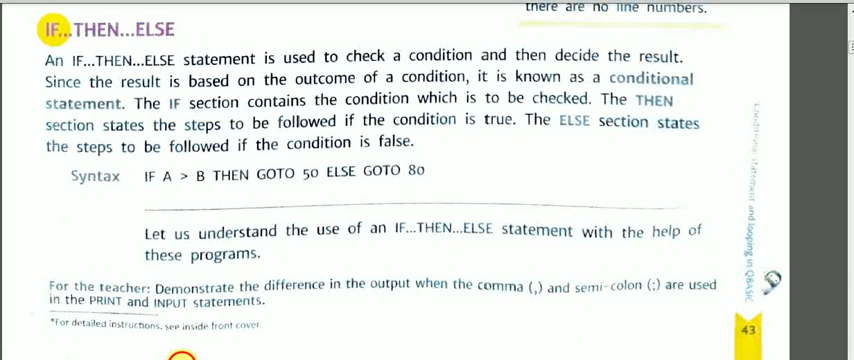 there are no line numbers.
IF...THEN...ELSE
An IF...THEN...ELSE statement is used to check a condition and then decide the result.
Since the result is based on the outcome of a condition, it is known as a conditional
statement. The IF section contains the condition which is to be checked. The THEN
section states the steps to be followed if the condition is true. The ELSE section states
the steps to be followed if the condition is false.
Syntax IF A > B THEN GOTO 50 ELSE GOTO 80
Let us understand the use of an IF...THEN...ELSE statement with the help of
these programs.
For the teacher: Demonstrate the difference in the output when the comma (,) and semi-colon (;) are used
in the PRINT and INPUT statements.
*For detailed instructions, see inside front cover.
Conditional statement and looping in QBASIC
43